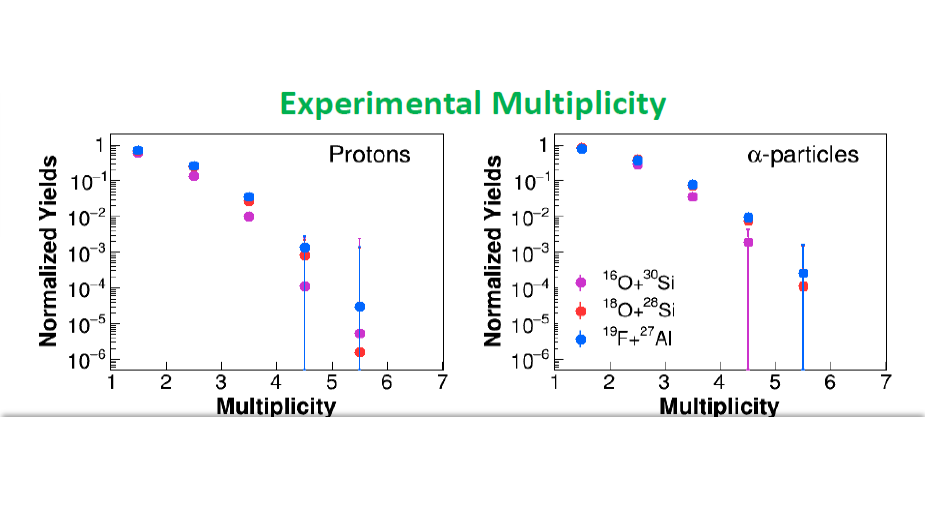 Experimental Multiplicity
Normalized Yields
1
10⁻¹
10⁻²
10⁻³
10⁻⁴
10⁻⁵
10⁻⁶
Protons
1 2 3 4 5 6 7
Multiplicity
Normalized Yields
1
10⁻¹
10⁻²
10⁻³
10⁻⁴
10⁻⁵
10⁻⁶
α-particles
¹⁶O+³⁰Si
¹⁸O+²⁸Si
¹⁹F+²⁷Al
1 2 3 4 5 6 7
Multiplicity